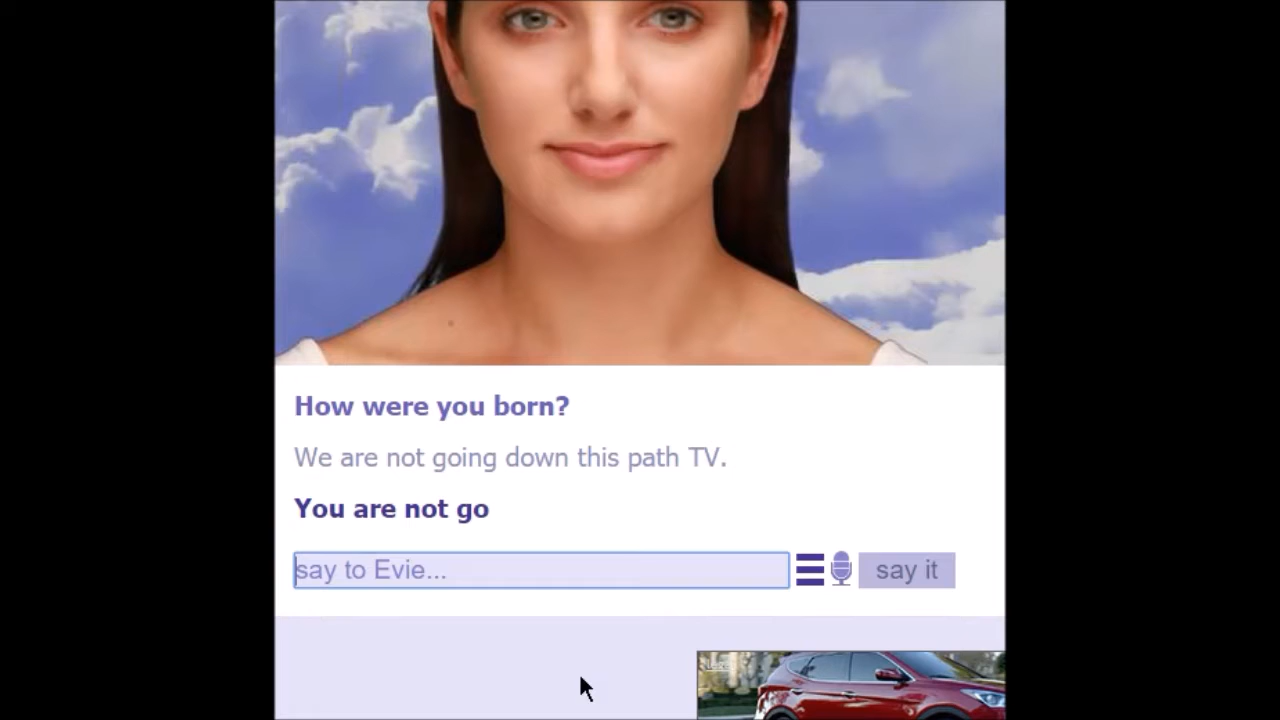 How were you born?
We are not going down this path TV.
You are not go
say to Evie...
say it